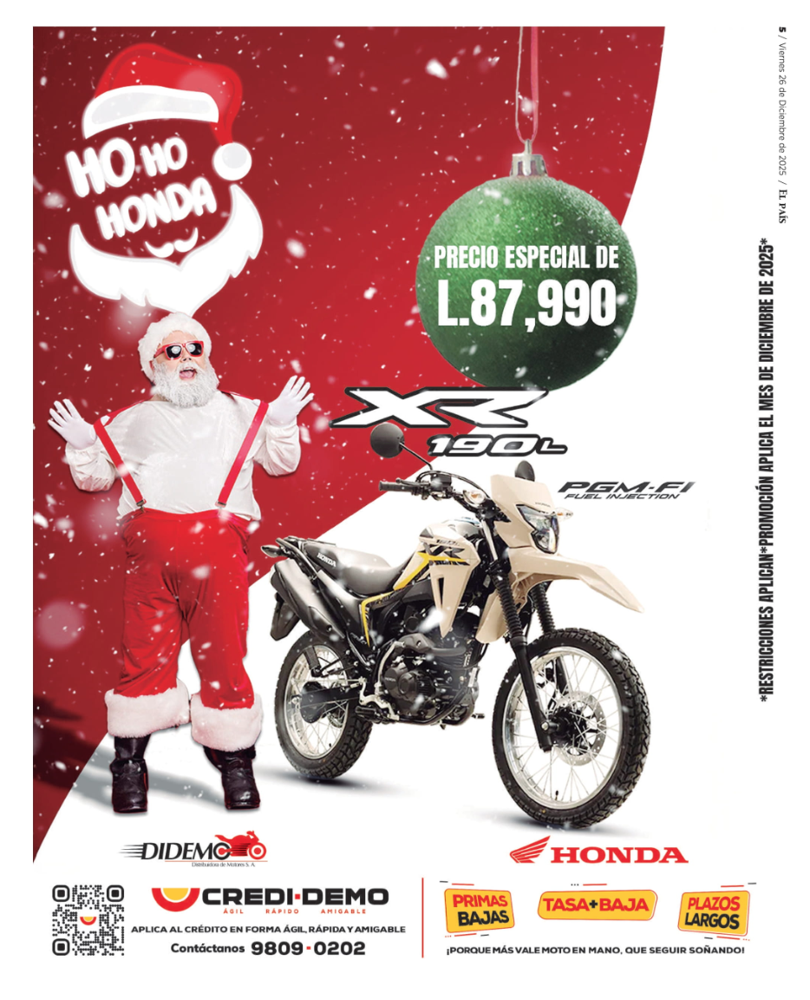 5 / Viernes 26 de Diciembre de 2025 / EL PAÍS
HO HO
HONDA
PRECIO ESPECIAL DE
L.87,990
XR
190L
PGM-FI
FUEL INJECTION
HONDA
XR
*RESTRICCIONES APLICAN*PROMOCIÓN APLICA EL MES DE DICIEMBRE DE 2025*
DIDEMO
Distribuidora de Motores S. A.
HONDA
CREDI-DEMO
ÁGIL RÁPIDO AMIGABLE
APLICA AL CRÉDITO EN FORMA ÁGIL, RÁPIDA Y AMIGABLE
Contáctanos 9809-0202
PRIMAS
BAJAS
TASA+BAJA
PLAZOS
LARGOS
¡PORQUE MÁS VALE MOTO EN MANO, QUE SEGUIR SOÑANDO!